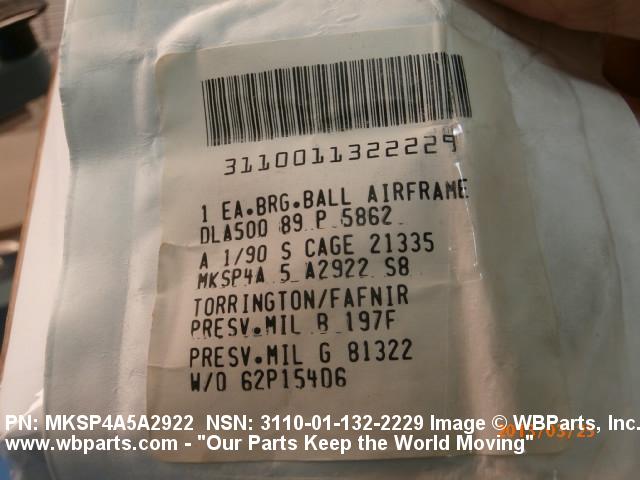 3110011322229
1 EA.BRG.BALL AIRFRAME
DLA500 89 P 5862
A 1/90 S CAGE 21335
MKSP4A 5 A2922 S8
TORRINGTON/FAFNIR
PRESV.MIL B 197F
PRESV.MIL G 81322
W/O 62P15406
PN: MKSP4A5A2922 NSN: 3110-01-132-2229 Image © WBParts, Inc.
www.wbparts.com - "Our Parts Keep the World Moving"